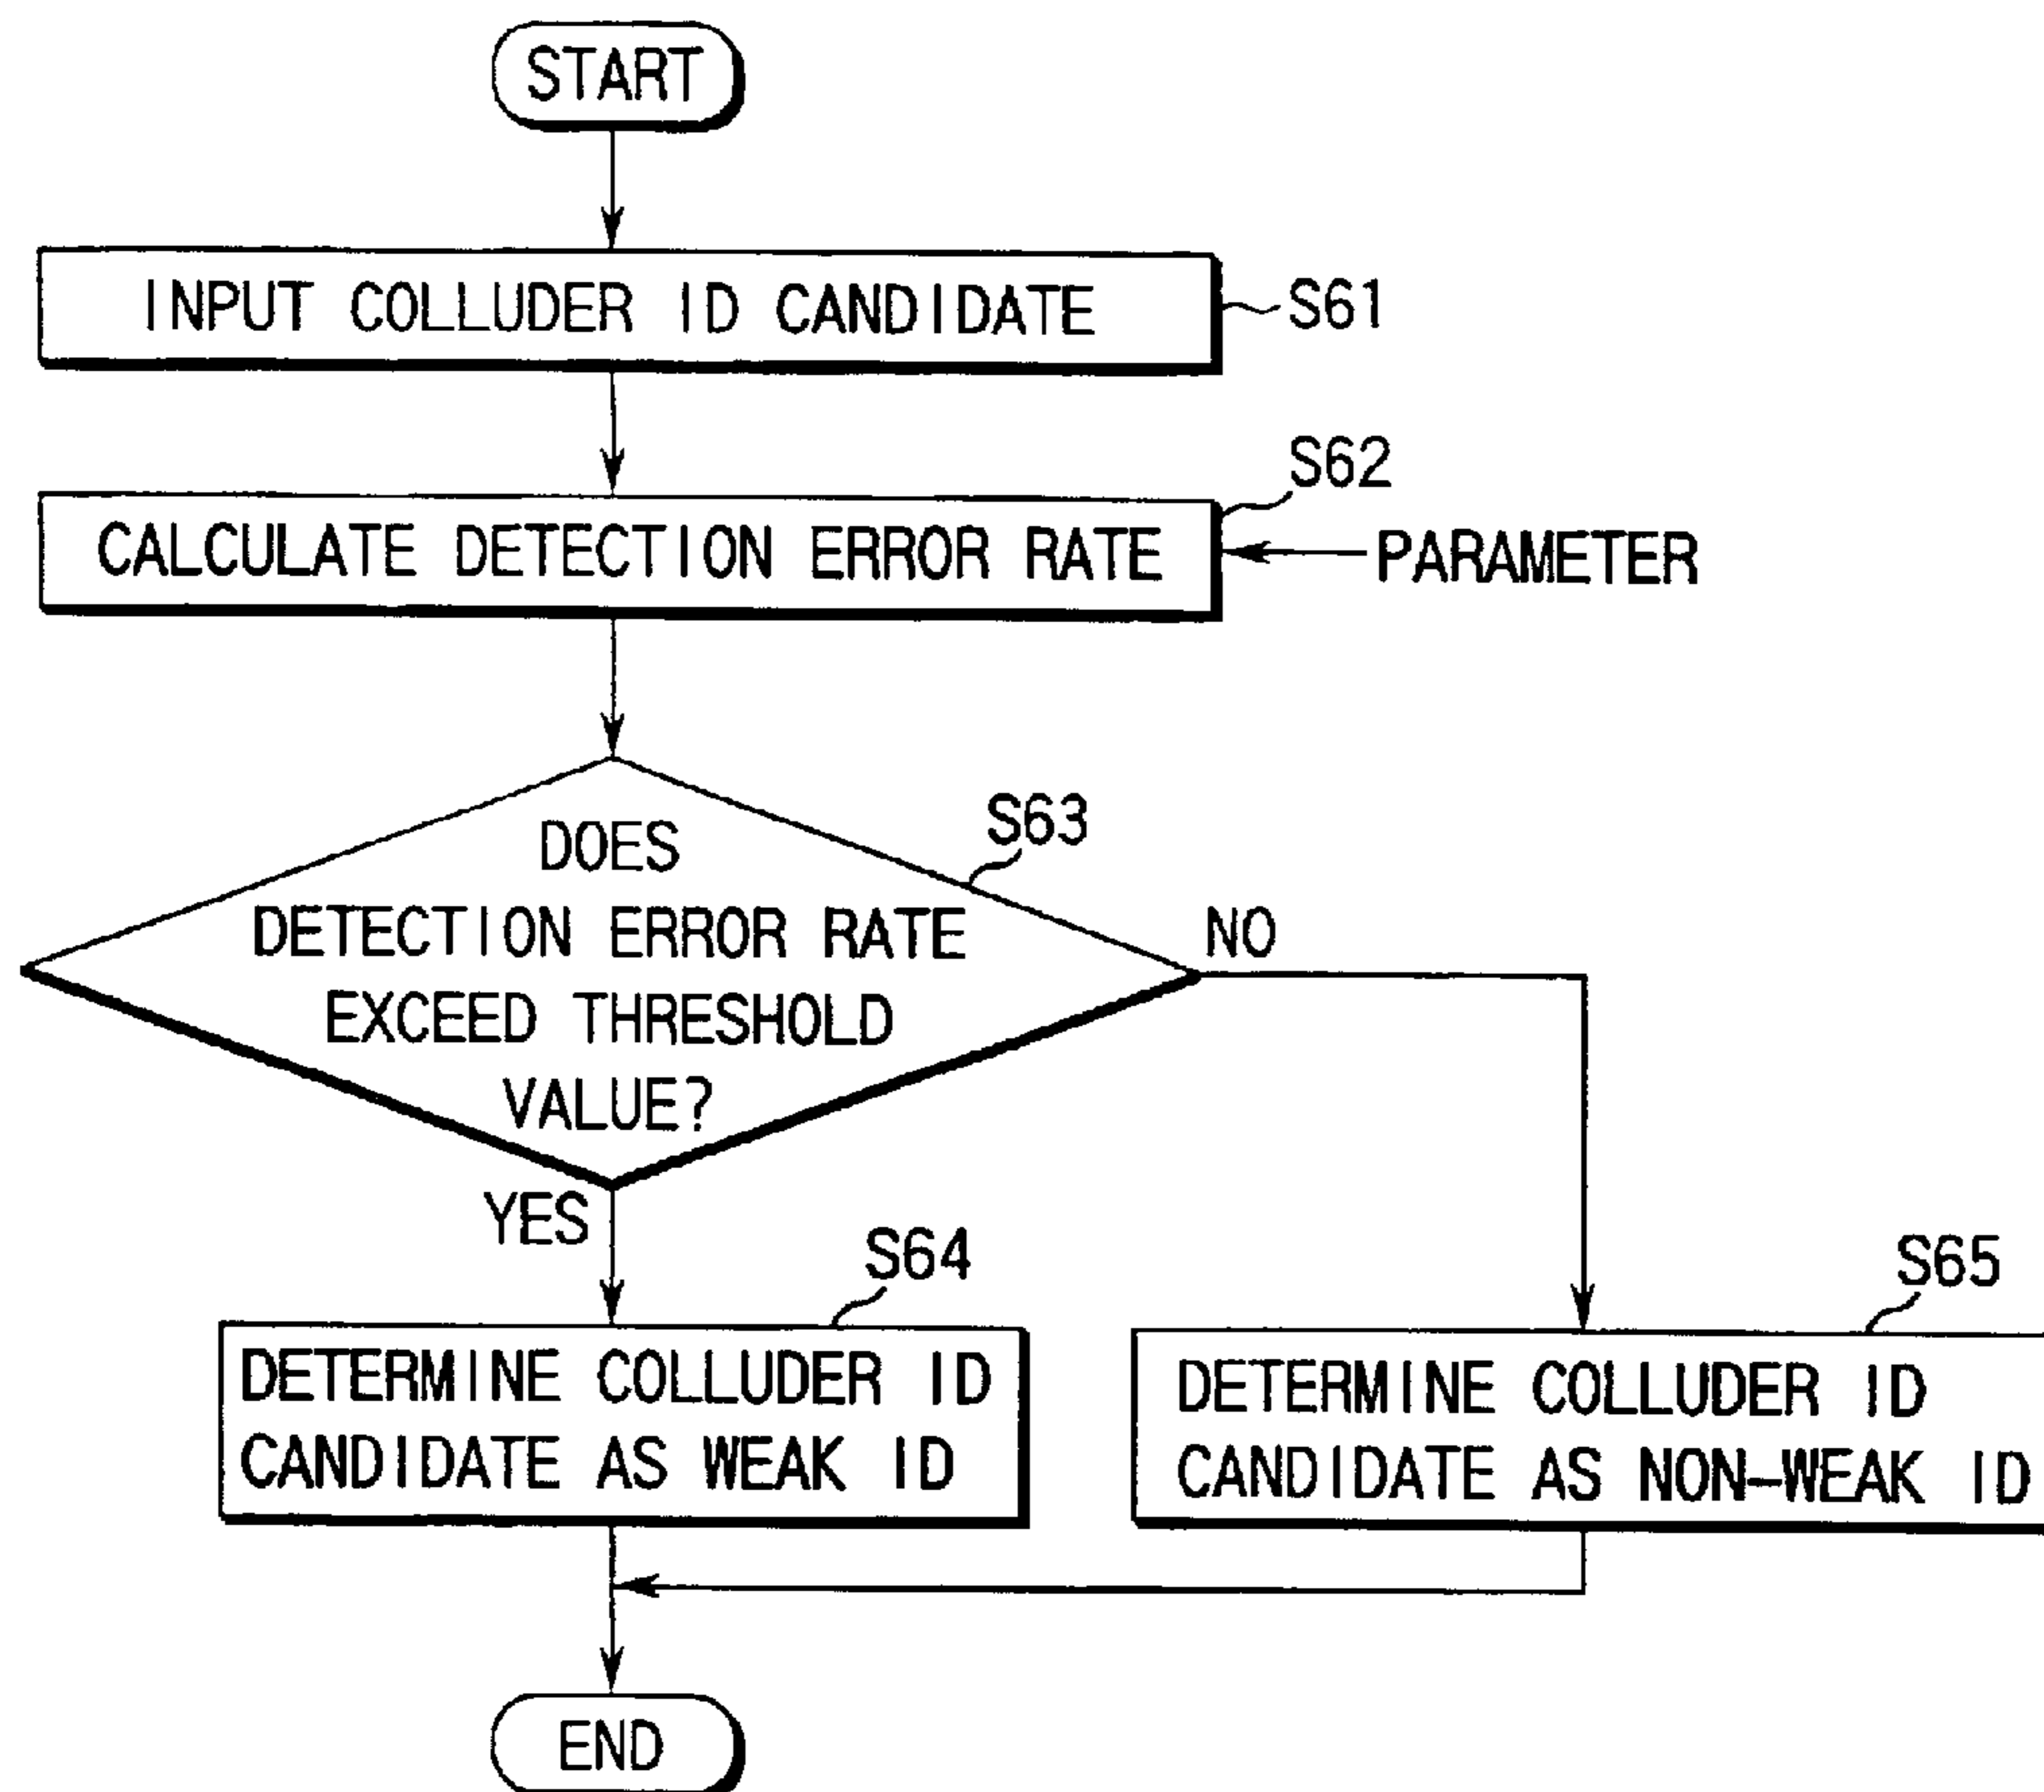 START
INPUT COLLUDER ID CANDIDATE
S61
S62
CALCULATE DETECTION ERROR RATE
PARAMETER
S63
DOES
DETECTION ERROR RATE
EXCEED THRESHOLD
VALUE?
NO
YES
S64
DETERMINE COLLUDER ID
CANDIDATE AS WEAK ID
S65
DETERMINE COLLUDER ID
CANDIDATE AS NON-WEAK ID
END